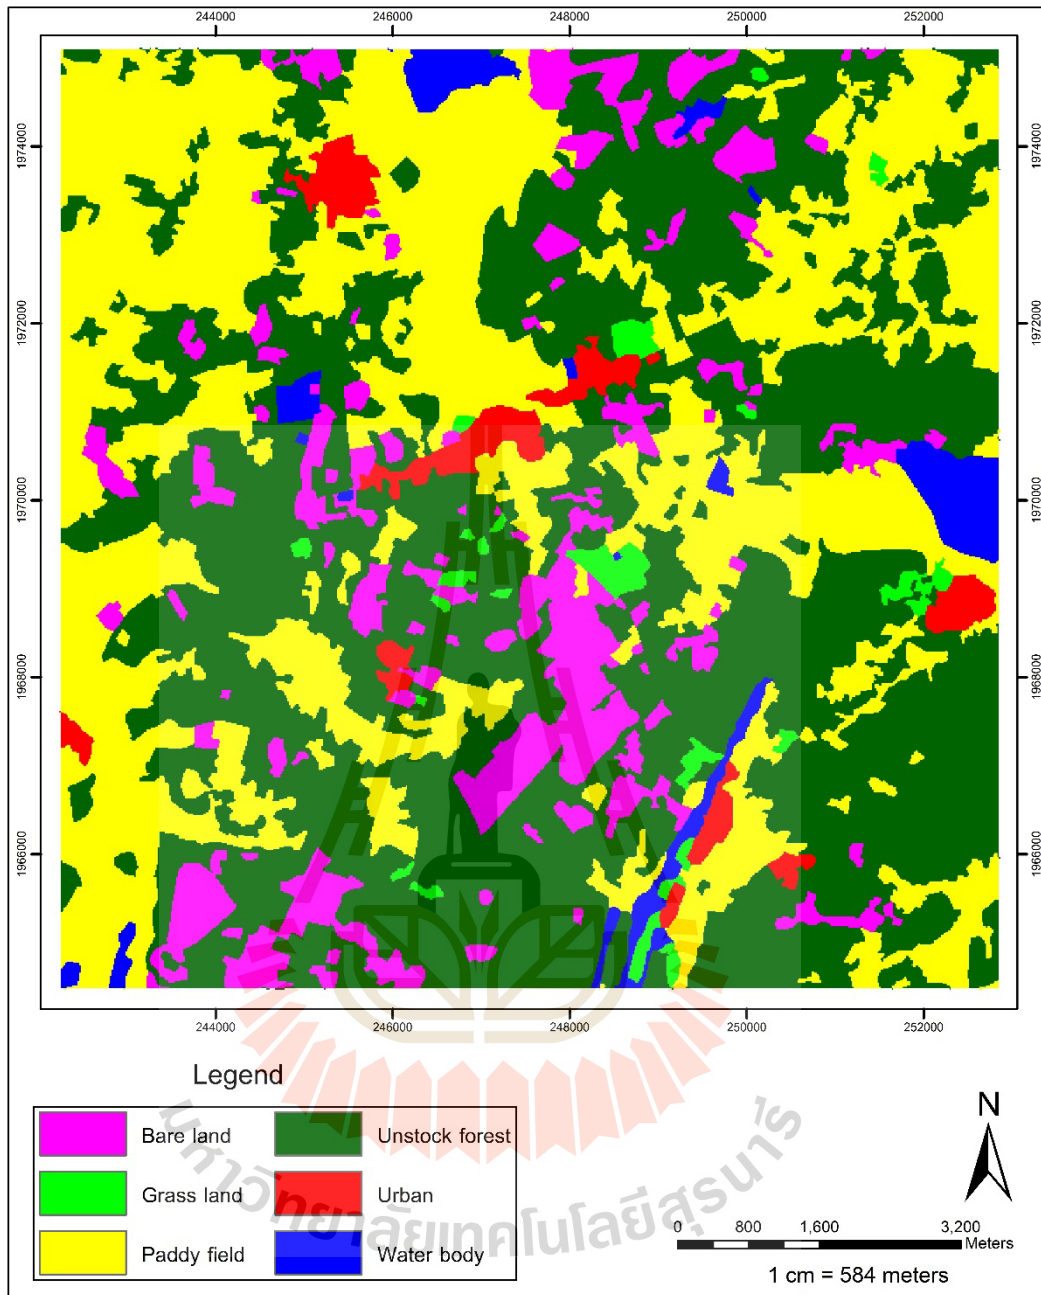 244000 246000 248000 250000 252000
1974000 1974000
1972000 1972000
1970000 1970000
1968000 1968000
1966000 1966000
244000 246000 248000 250000 252000
Legend
Bare land Unstock forest
Grass land Urban
Paddy field Water body
มหาวิทยาลัยเทคโนโลยีสุรนารี
N
0 800 1,600 3,200
Meters
1 cm = 584 meters